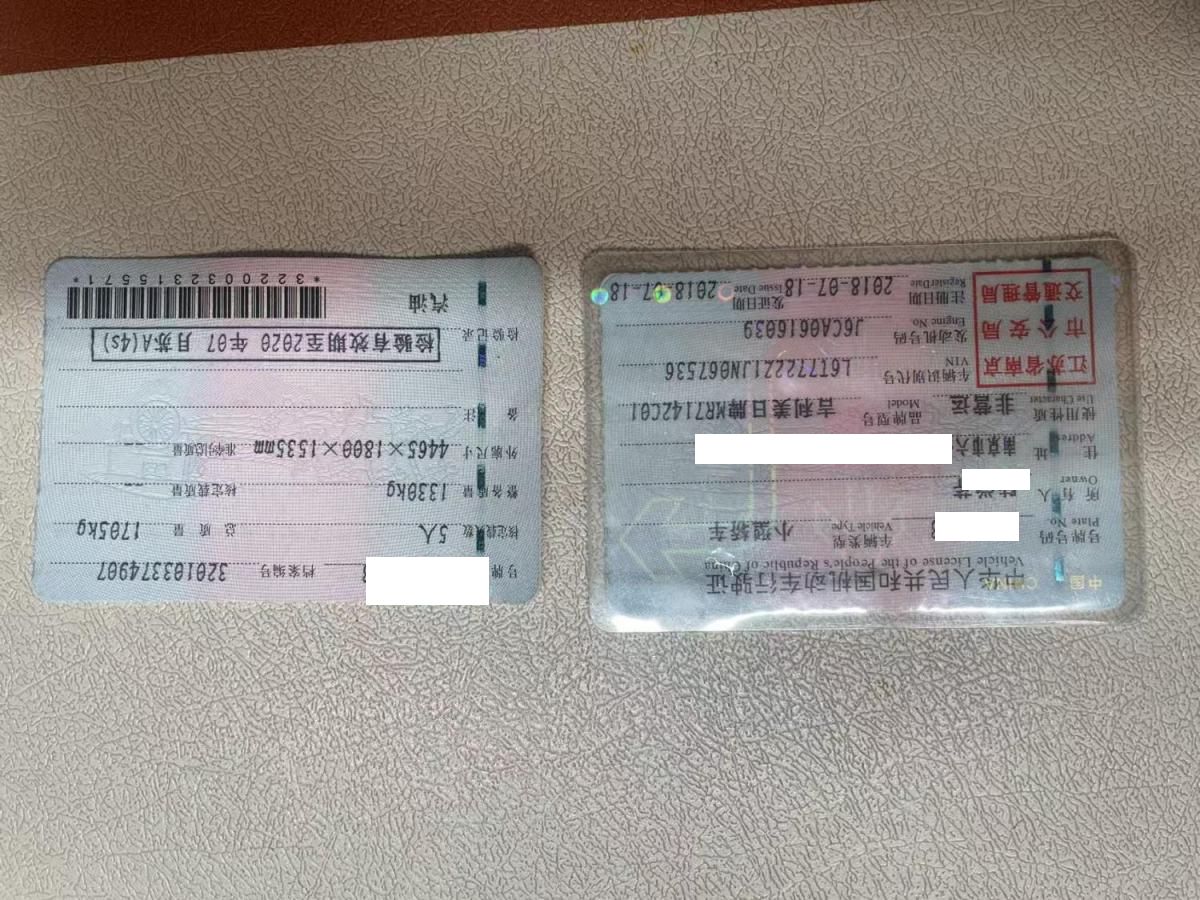 中华人民共和国机动车行驶证
Vehicle License of the People's Republic of China
中国 CHINA
号牌号码
Plate No.
车辆类型 小型轿车
Vehicle Type
所有人
Owner
住址 南京市六
Address
使用性质 非营运
Use Character
品牌型号 吉利美日牌MR7142C01
Model
江苏省南京
市公安局
交通管理局
车辆识别代号 L6T7722Z1JN067536
VIN
发动机号码 J6CA0616039
Engine No.
注册日期 2018-07-18
Register Date
发证日期 2018-07-18
Issue Date
号牌
档案编号 320103374907
核定载人数 5人
总质量 1705kg
整备质量 1330kg
核定载质量 --
外廓尺寸 4465×1800×1535mm
准牵引总质量 --
备注
检验记录 检验有效期至2020 年07 月苏A(4s)
汽油
*3220032315571*